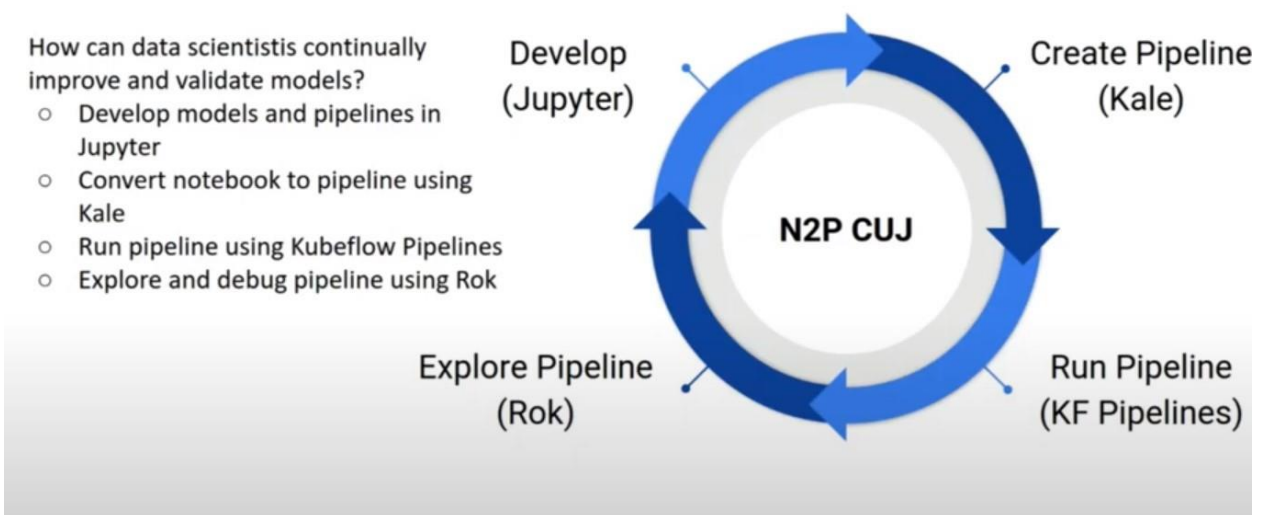 How can data scientistis continually
improve and validate models?
○ Develop models and pipelines in
Jupyter
○ Convert notebook to pipeline using
Kale
○ Run pipeline using Kubeflow Pipelines
○ Explore and debug pipeline using Rok
Develop
(Jupyter)
Create Pipeline
(Kale)
N2P CUJ
Explore Pipeline
(Rok)
Run Pipeline
(KF Pipelines)